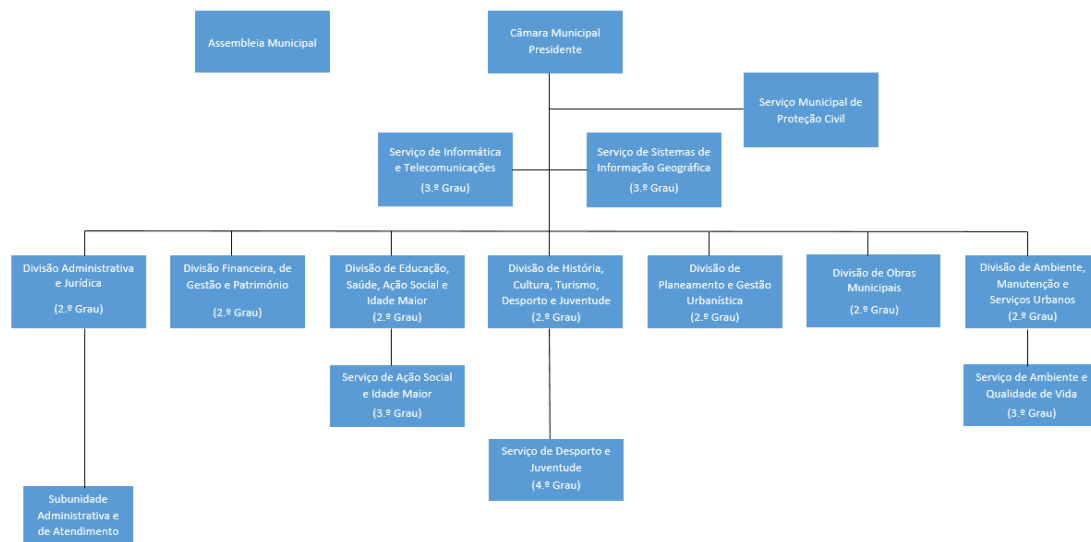 Assembleia Municipal
Câmara Municipal
Presidente
Serviço Municipal de
Proteção Civil
Serviço de Informática
e Telecomunicações
(3.º Grau)
Serviço de Sistemas de
Informação Geográfica
(3.º Grau)
Divisão Administrativa
e Jurídica
(2.º Grau)
Divisão Financeira, de
Gestão e Património
(2.º Grau)
Divisão de Educação,
Saúde, Ação Social e
Idade Maior
(2.º Grau)
Divisão de História,
Cultura, Turismo,
Desporto e Juventude
(2.º Grau)
Divisão de
Planeamento e Gestão
Urbanística
(2.º Grau)
Divisão de Obras
Municipais
(2.º Grau)
Divisão de Ambiente,
Manutenção e
Serviços Urbanos
(2.º Grau)
Serviço de Ação Social
e Idade Maior
(3.º Grau)
Serviço de Ambiente e
Qualidade de Vida
(3.º Grau)
Serviço de Desporto e
Juventude
(4.º Grau)
Subunidade
Administrativa e
de Atendimento